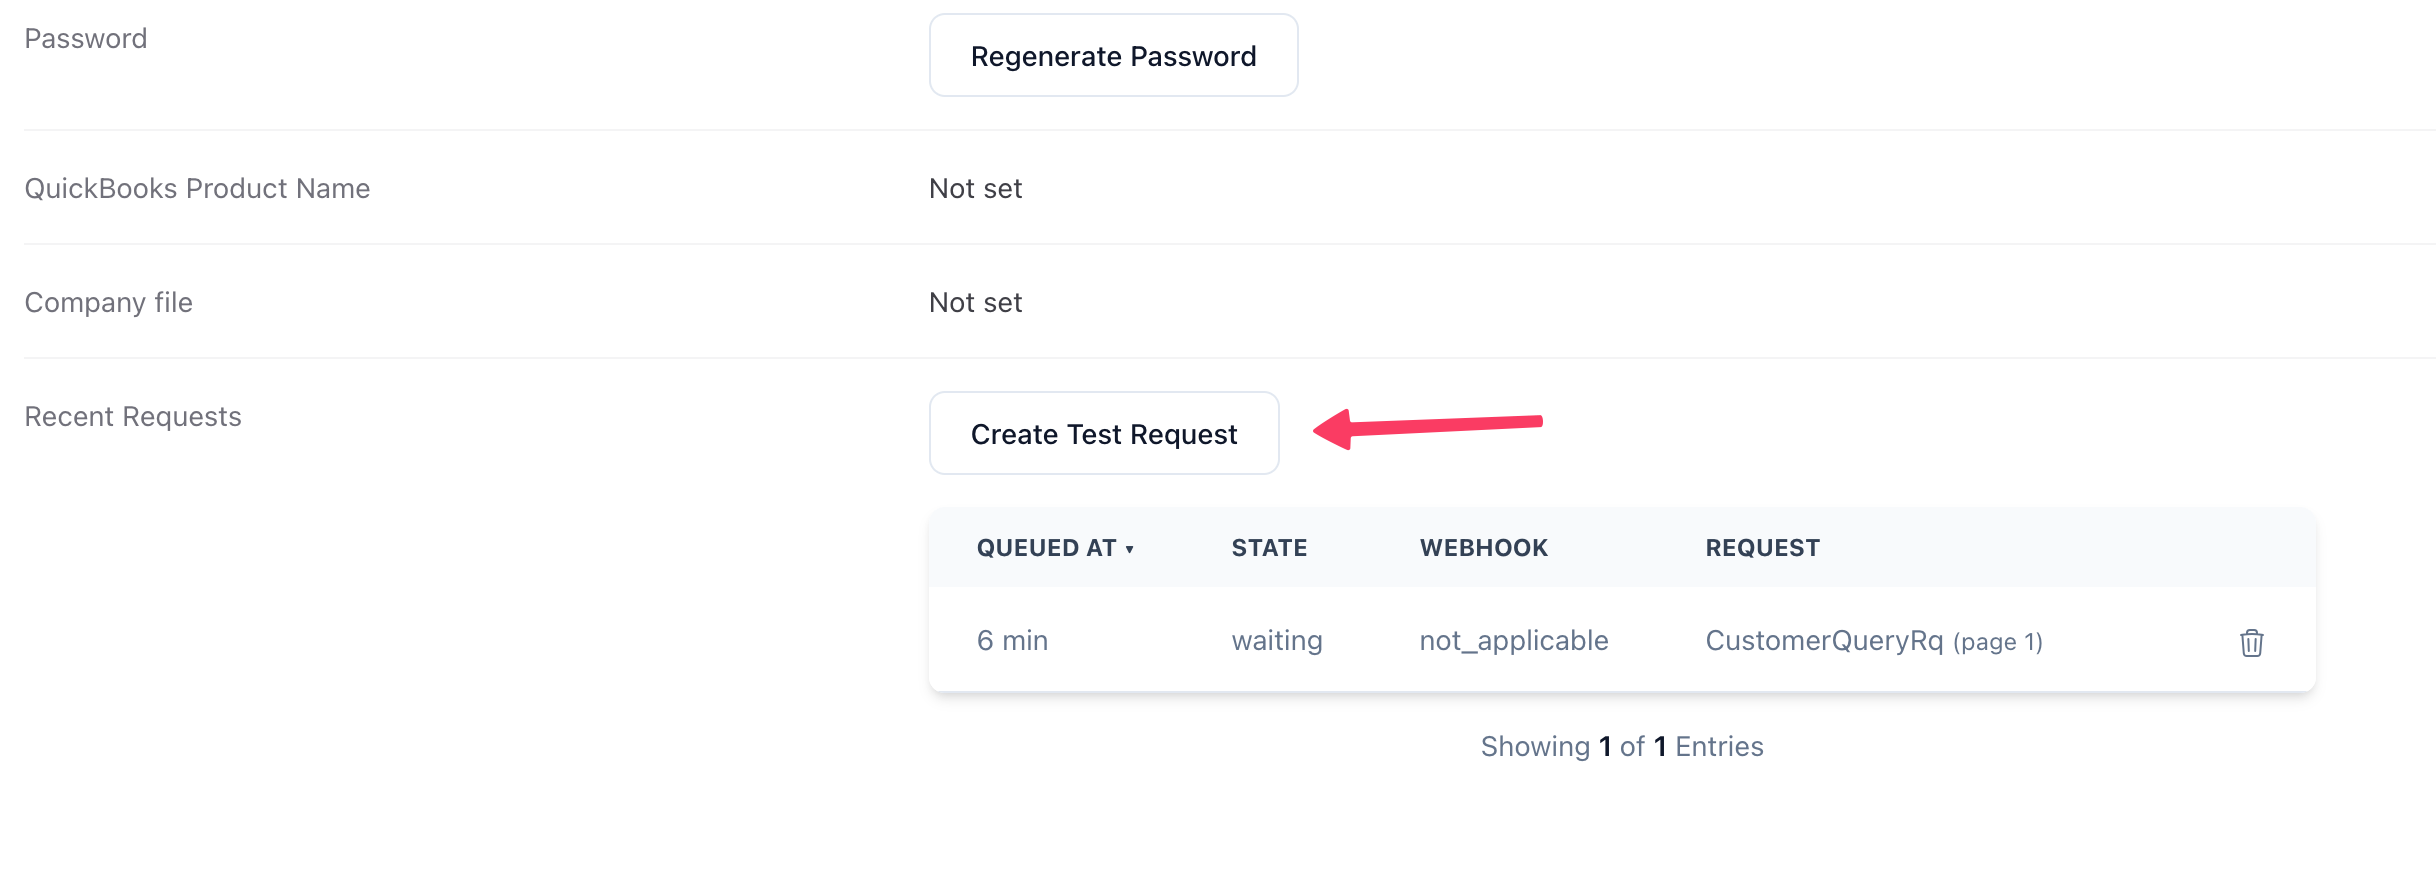 Password
Regenerate Password
QuickBooks Product Name
Not set
Company file
Not set
Recent Requests
Create Test Request
QUEUED AT ▼ STATE WEBHOOK REQUEST
6 min waiting not_applicable CustomerQueryRq (page 1)
Showing 1 of 1 Entries